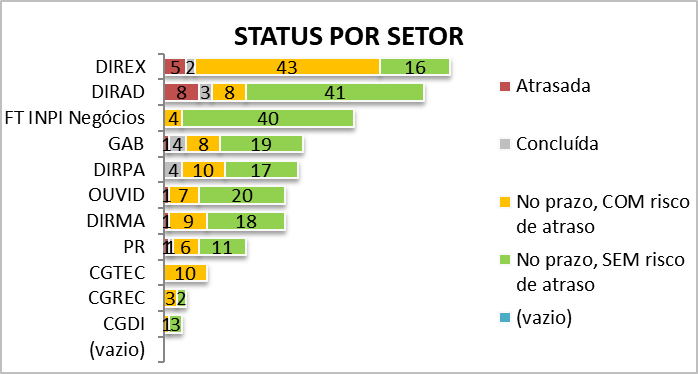 STATUS POR SETOR
DIREX 5 2 43 16
DIRAD 8 3 8 41
FT INPI Negócios 4 40
GAB 1 4 8 19
DIRPA 4 10 17
OUVID 1 7 20
DIRMA 1 9 18
PR 1 1 6 11
CGTEC 10
CGREC 3 2
CGDI 1 3
(vazio)
Atrasada
Concluída
No prazo, COM risco
de atraso
No prazo, SEM risco
de atraso
(vazio)